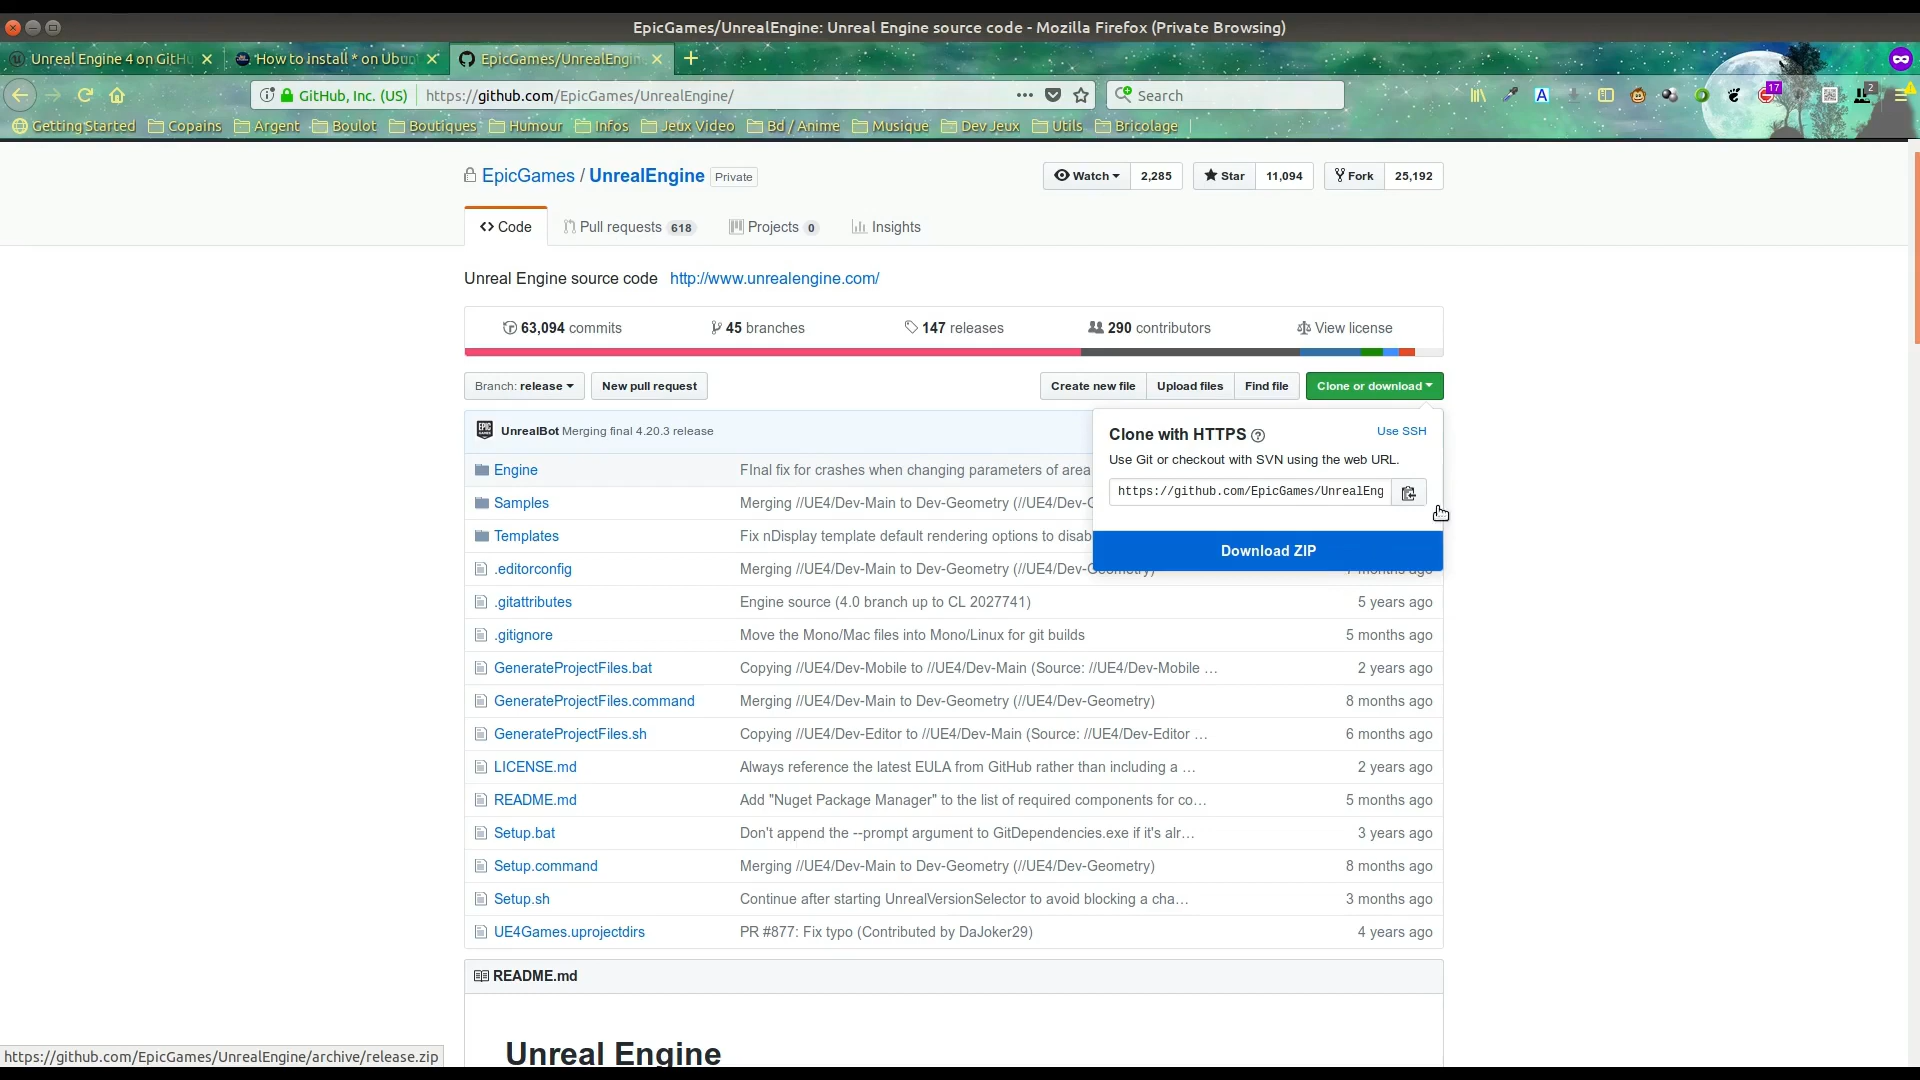 EpicGames/UnrealEngine: Unreal Engine source code - Mozilla Firefox (Private Browsing)
Unreal Engine 4 on GitHu
"How to install * on Ubun
EpicGames/UnrealEngin
GitHub, Inc. (US)
https://github.com/EpicGames/UnrealEngine/
Search
17
2
Getting Started
Copains
Argent
Boulot
Boutiques
Humour
Infos
Jeux Video
Bd / Anime
Musique
Dev Jeux
Utils
Bricolage
EpicGames / UnrealEngine Private
Watch 2,285
Star 11,094
Fork 25,192
Code
Pull requests 618
Projects 0
Insights
Unreal Engine source code http://www.unrealengine.com/
63,094 commits
45 branches
147 releases
290 contributors
View license
Branch: release
New pull request
Create new file
Upload files
Find file
Clone or download
EPIC GAMES
UnrealBot Merging final 4.20.3 release
Clone with HTTPS
Use SSH
Use Git or checkout with SVN using the web URL.
https://github.com/EpicGames/UnrealEng
Download ZIP
Engine FInal fix for crashes when changing parameters of area
Samples Merging //UE4/Dev-Main to Dev-G
Templates Fix nDisplay template default rendering options to disab
.editorconfig Merging //UE4/Dev-Main to Dev-Geometry (//UE4/Dev-Geometry) 7 months ago
.gitattributes Engine source (4.0 branch up to CL 2027741) 5 years ago
.gitignore Move the Mono/Mac files into Mono/Linux for git builds 5 months ago
GenerateProjectFiles.bat Copying //UE4/Dev-Mobile to //UE4/Dev-Main (Source: //UE4/Dev-Mobile … 2 years ago
GenerateProjectFiles.command Merging //UE4/Dev-Main to Dev-Geometry (//UE4/Dev-Geometry) 8 months ago
GenerateProjectFiles.sh Copying //UE4/Dev-Editor to //UE4/Dev-Main (Source: //UE4/Dev-Editor … 6 months ago
LICENSE.md Always reference the latest EULA from GitHub rather than including a … 2 years ago
README.md Add "Nuget Package Manager" to the list of required components for co… 5 months ago
Setup.bat Don't append the --prompt argument to GitDependencies.exe if it's alr… 3 years ago
Setup.command Merging //UE4/Dev-Main to Dev-Geometry (//UE4/Dev-Geometry) 8 months ago
Setup.sh Continue after starting UnrealVersionSelector to avoid blocking a cha… 3 months ago
UE4Games.uprojectdirs PR #877: Fix typo (Contributed by DaJoker29) 4 years ago
README.md
Unreal Engine
https://github.com/EpicGames/UnrealEngine/archive/release.zip